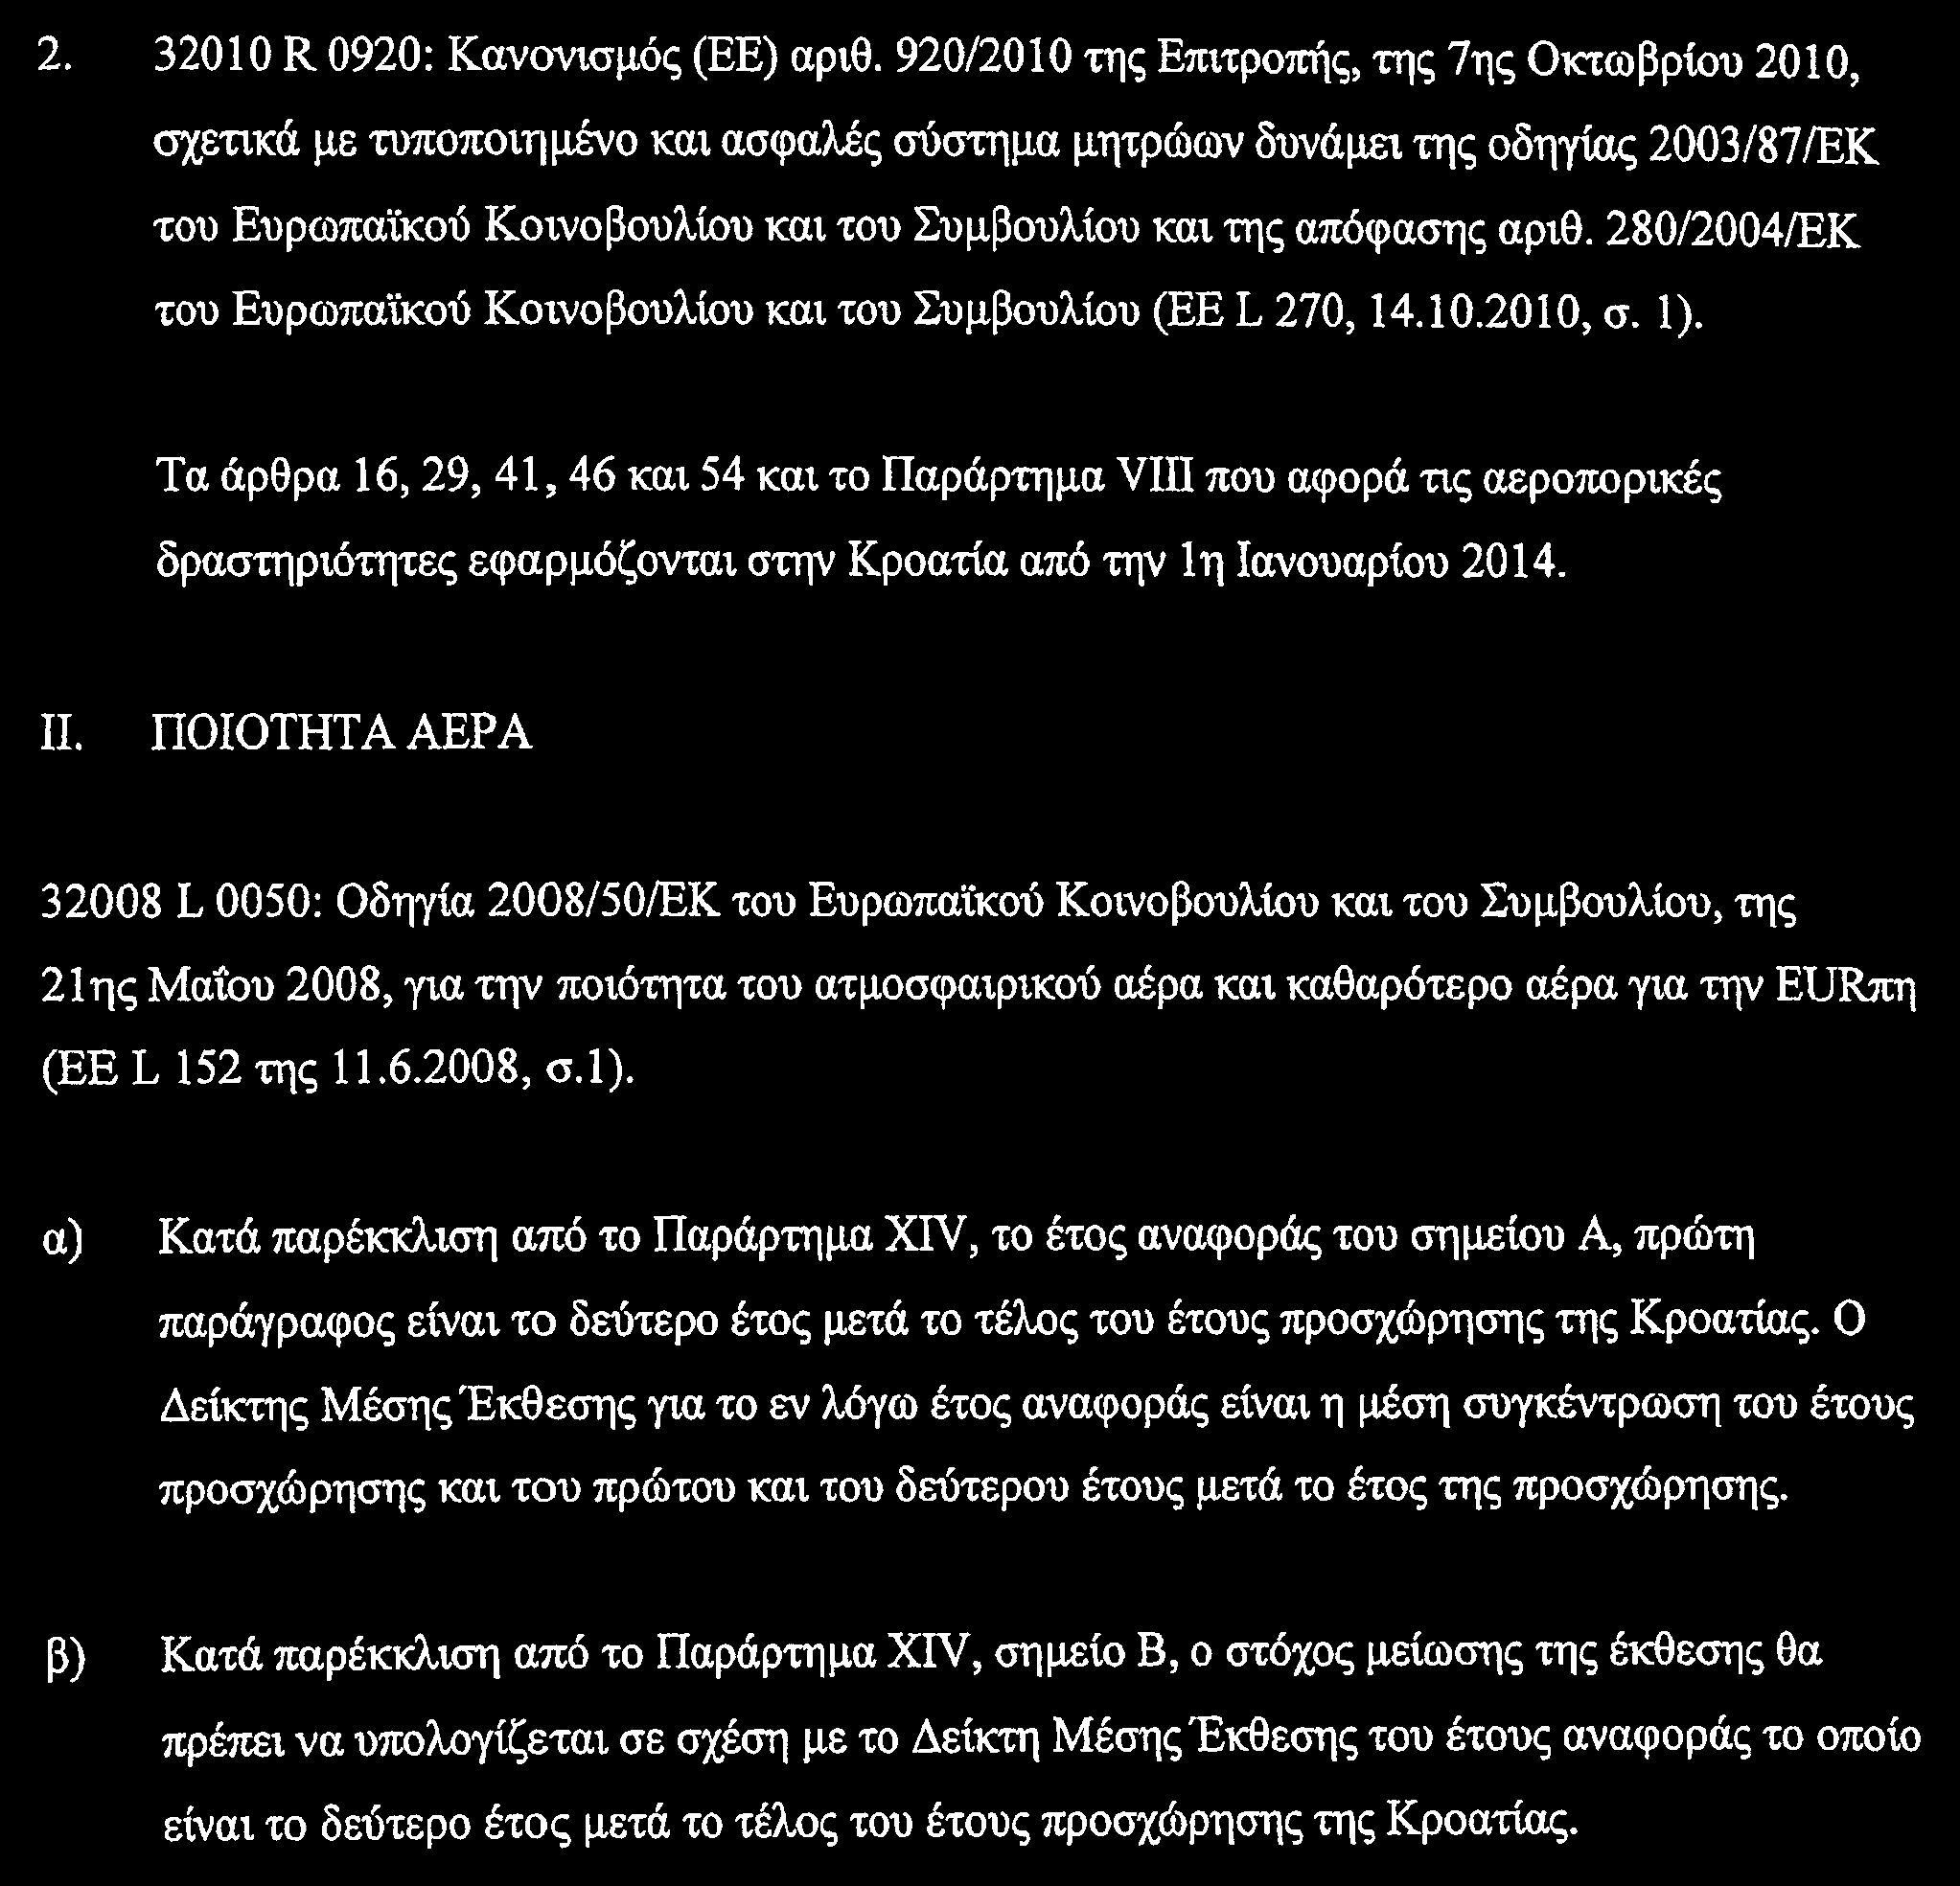 2. 32010 R 0920: Κανονισμός (ΕΕ) αριθ. 920/2010 της Επιτροπής, της 7ης Οκτωβρίου 2010,
σχετικά με τυποποιημένο και ασφαλές σύστημα μητρώων δυνάμει της οδηγίας 2003/87/ΕΚ
του Ευρωπαϊκού Κοινοβουλίου και του Συμβουλίου και της απόφασης αριθ. 280/2004/ΕΚ
του Ευρωπαϊκού Κοινοβουλίου και του Συμβουλίου (ΕΕ L 270, 14.10.2010, σ. 1).
Τα άρθρα 16, 29, 41, 46 και 54 και το Παράρτημα VIII που αφορά τις αεροπορικές
δραστηριότητες εφαρμόζονται στην Κροατία από την 1η Ιανουαρίου 2014.
II. ΠΟΙΟΤΗΤΑ ΑΕΡΑ
32008 L 0050: Οδηγία 2008/50/ΕΚ του Ευρωπαϊκού Κοινοβουλίου και του Συμβουλίου, της
21ης Μαΐου 2008, για την ποιότητα του ατμοσφαιρικού αέρα και καθαρότερο αέρα για την EURπη
(ΕΕ L 152 της 11.6.2008, σ.1).
α) Κατά παρέκκλιση από το Παράρτημα XIV, το έτος αναφοράς του σημείου Α, πρώτη
παράγραφος είναι το δεύτερο έτος μετά το τέλος του έτους προσχώρησης της Κροατίας. Ο
Δείκτης Μέσης Έκθεσης για το εν λόγω έτος αναφοράς είναι η μέση συγκέντρωση του έτους
προσχώρησης και του πρώτου και του δεύτερου έτους μετά το έτος της προσχώρησης.
β) Κατά παρέκκλιση από το Παράρτημα XIV, σημείο Β, ο στόχος μείωσης της έκθεσης θα
πρέπει να υπολογίζεται σε σχέση με το Δείκτη Μέσης Έκθεσης του έτους αναφοράς το οποίο
είναι το δεύτερο έτος μετά το τέλος του έτους προσχώρησης της Κροατίας.